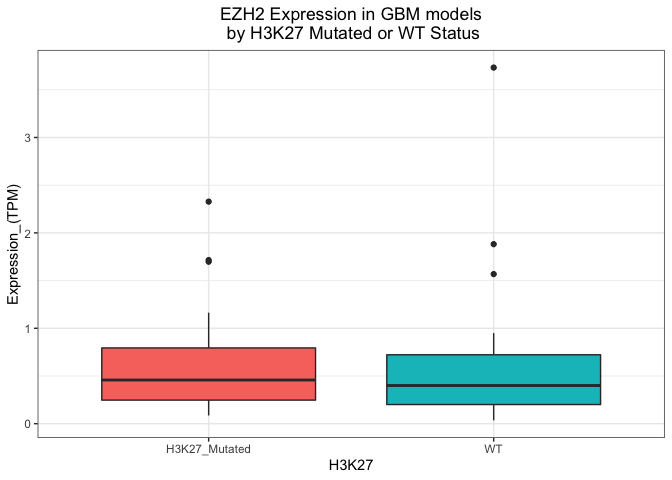 EZH2 Expression in GBM models
by H3K27 Mutated or WT Status
Expression_(TPM)
3
2
1
0
H3K27_Mutated
WT
H3K27